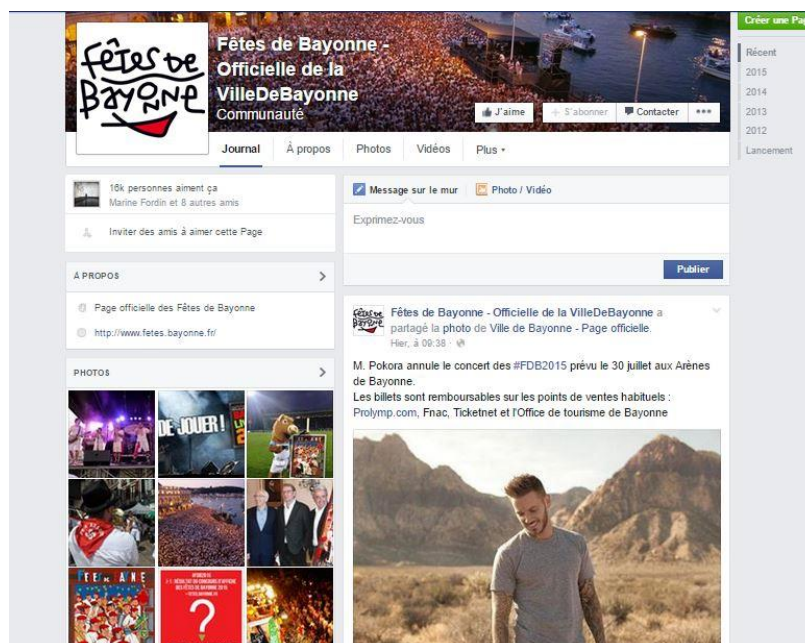 Créer une Pa
FÊTES DE
BAYONNE
Fêtes de Bayonne -
Officielle de la
VilleDeBayonne
Communauté
J'aime
S'abonner
Contacter
Journal
À propos
Photos
Vidéos
Plus
Récent
2015
2014
2013
2012
Lancement
16k personnes aiment ça
Marine Fordin et 8 autres amis
Inviter des amis à aimer cette Page
À PROPOS
Page officielle des Fêtes de Bayonne
http://www.fetes.bayonne.fr/
PHOTOS
DE JOUER !
FETES DE BAYONNE
?
Message sur le mur
Photo / Vidéo
Exprimez-vous
Publier
FÊTES DE
BAYONNE
Fêtes de Bayonne - Officielle de la VilleDeBayonne a
partagé la photo de Ville de Bayonne - Page officielle.
Hier, à 09:38
M. Pokora annule le concert des #FDB2015 prévu le 30 juillet aux Arènes
de Bayonne.
Les billets sont remboursables sur les points de ventes habituels :
Prolymp.com, Fnac, Ticketnet et l'Office de tourisme de Bayonne